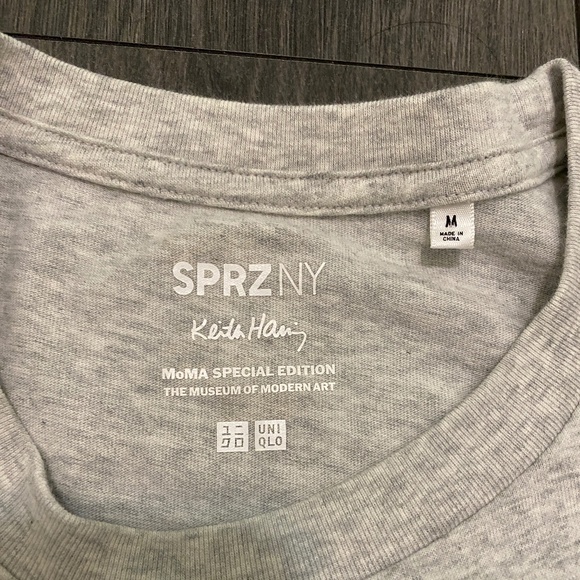 M
MADE IN
CHINA
SPRZ NY
Keith Haring
MoMA SPECIAL EDITION
THE MUSEUM OF MODERN ART
ユニ
クロ
UNI
QLO